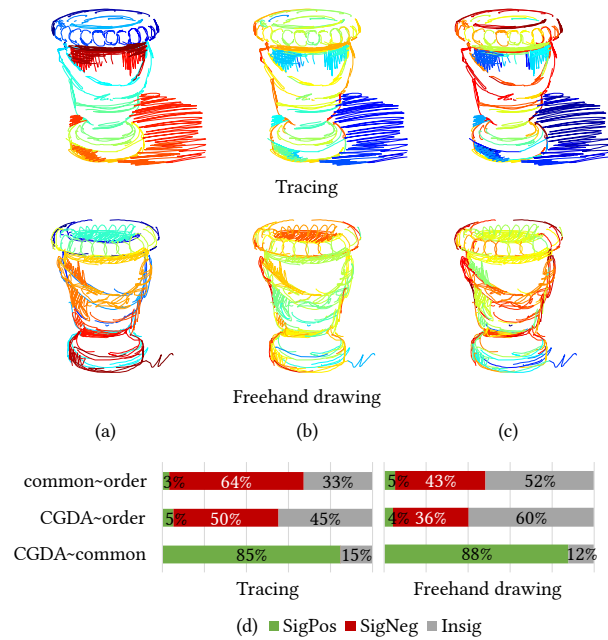 Tracing
Freehand drawing
(a) (b) (c)
common~order 3% 64% 33% 5% 43% 52%
CGDA~order 5% 50% 45% 4% 36% 60%
CGDA~common 85% 15% 88% 12%
Tracing Freehand drawing
(d) SigPos SigNeg Insig